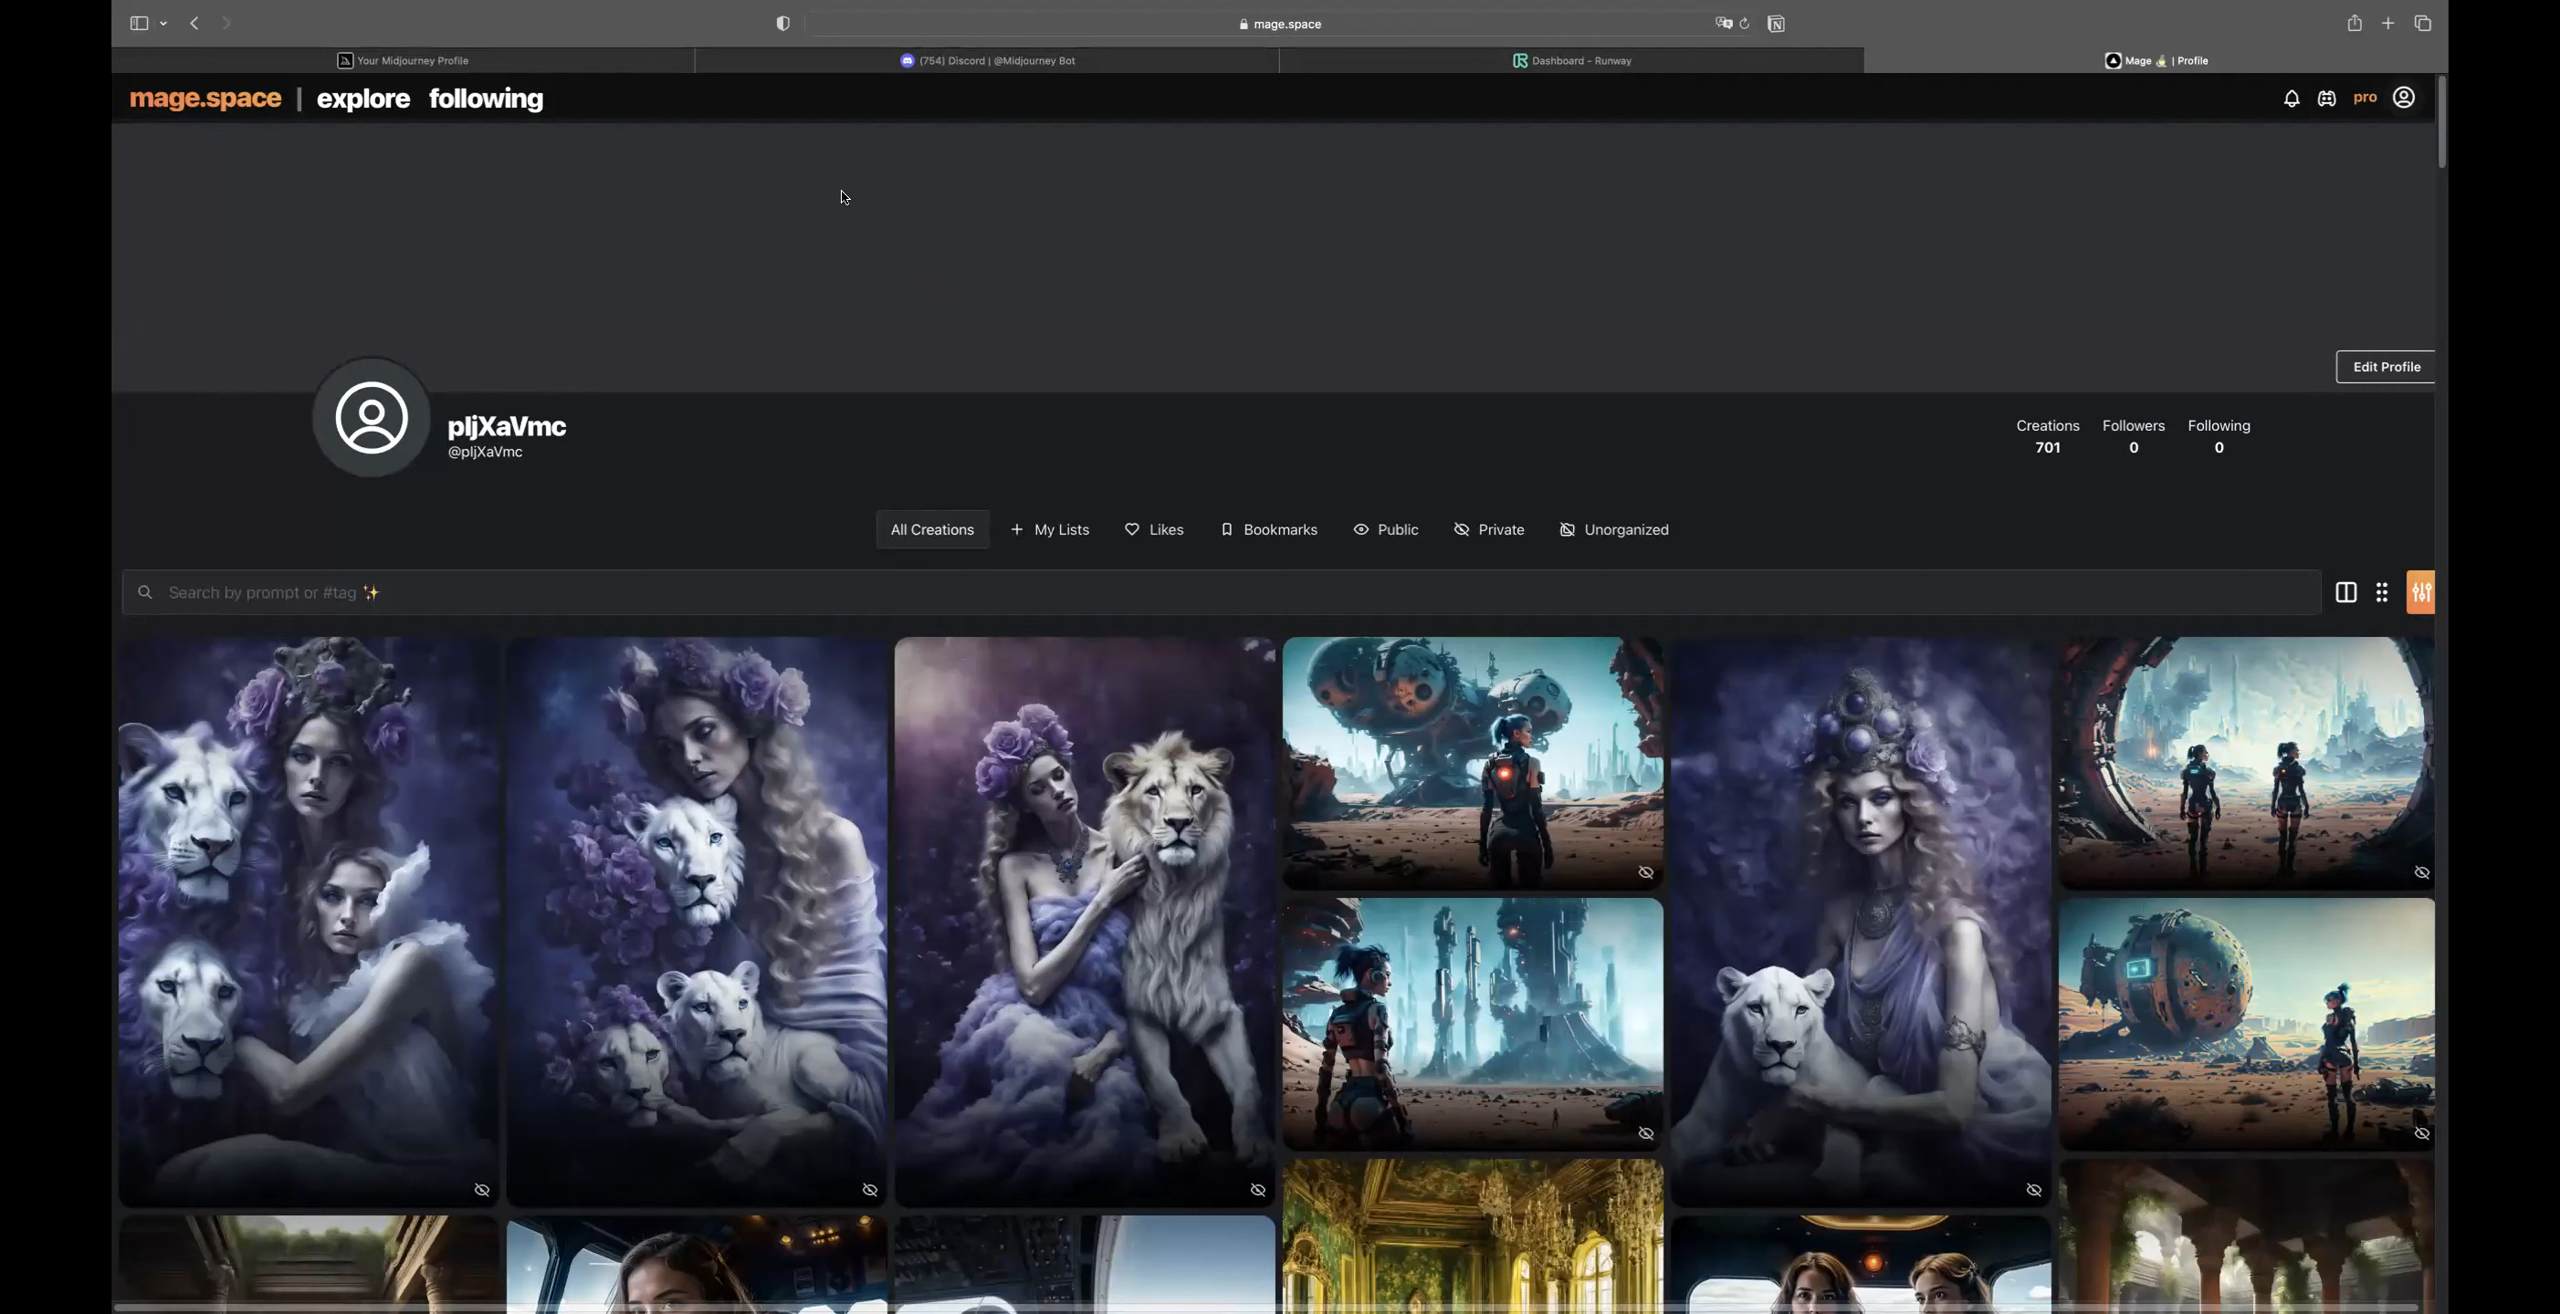 mage.space
Your Midjourney Profile
(754) Discord | @Midjourney Bot
Dashboard – Runway
Mage | Profile
mage.space | explore following
pro
Edit Profile
pljXaVmc
@pljXaVmc
Creations Followers Following
701 0 0
All Creations My Lists Likes Bookmarks Public Private Unorganized
Search by prompt or #tag ✨